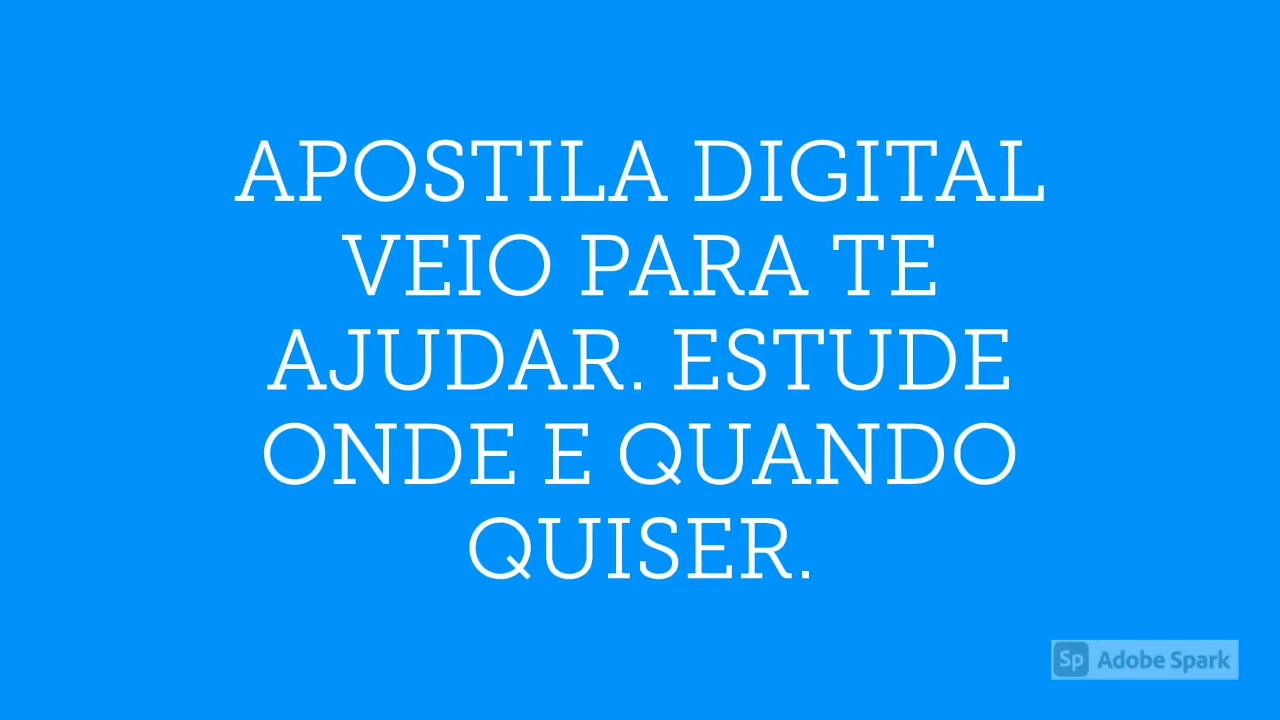 APOSTILA DIGITAL
VEIO PARA TE
AJUDAR. ESTUDE
ONDE E QUANDO
QUISER.
Sp Adobe Spark